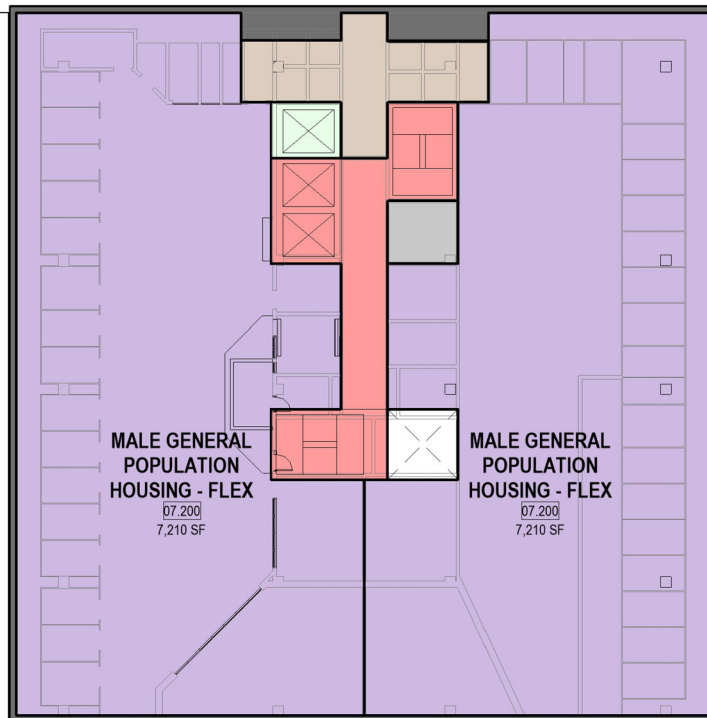 MALE GENERAL
POPULATION
HOUSING - FLEX
07.200
7,210 SF
MALE GENERAL
POPULATION
HOUSING - FLEX
07.200
7,210 SF